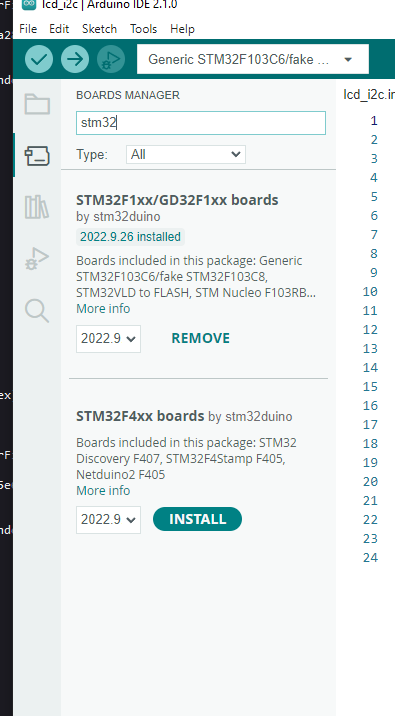 lcd_i2c | Arduino IDE 2.1.0
File Edit Sketch Tools Help
Generic STM32F103C6/fake ...
BOARDS MANAGER
stm32
Type: All
STM32F1xx/GD32F1xx boards
by stm32duino
2022.9.26 installed
Boards included in this package: Generic
STM32F103C6/fake STM32F103C8,
STM32VLD to FLASH, STM Nucleo F103RB...
More info
2022.9 REMOVE
STM32F4xx boards by stm32duino
Boards included in this package: STM32
Discovery F407, STM32F4Stamp F405,
Netduino2 F405
More info
2022.9 INSTALL
lcd_i2c.in
1
2
3
4
5
6
7
8
9
10
11
12
13
14
15
16
17
18
19
20
21
22
23
24